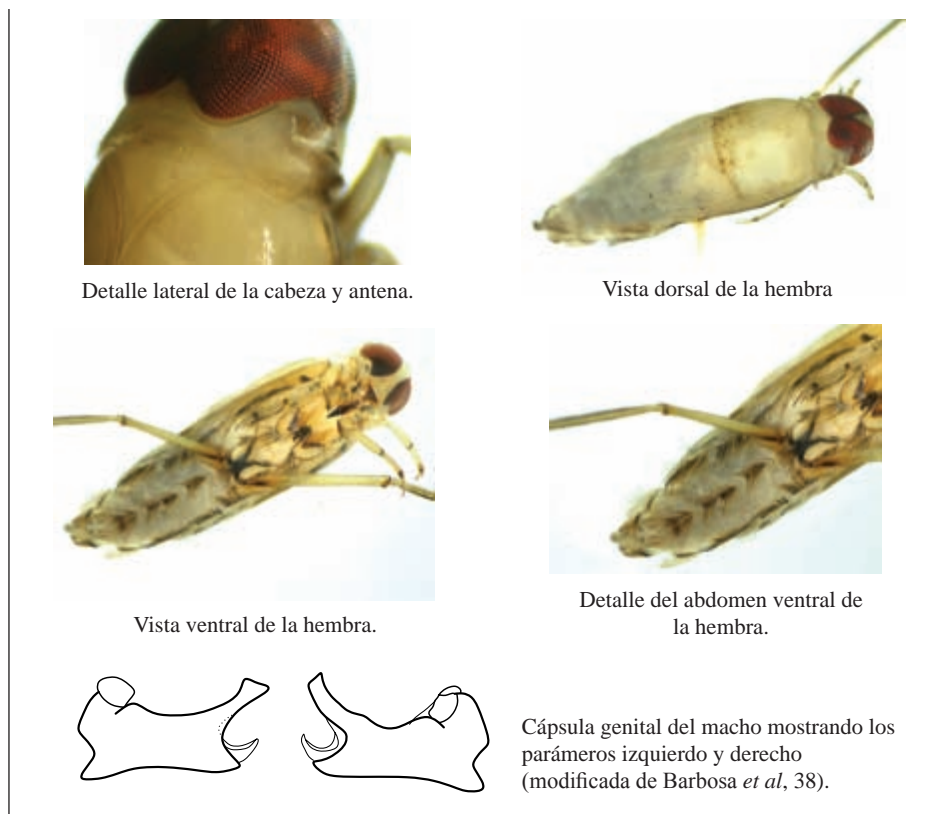 Detalle lateral de la cabeza y antena.
Vista dorsal de la hembra
Vista ventral de la hembra.
Detalle del abdomen ventral de
la hembra.
Cápsula genital del macho mostrando los
parámeros izquierdo y derecho
(modificada de Barbosa et al, 38).